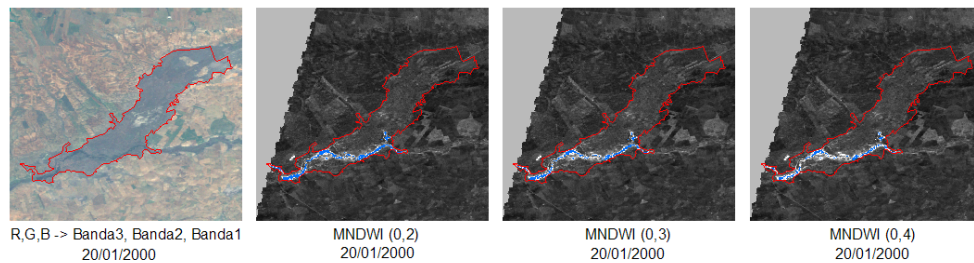 R,G,B -> Banda3, Banda2, Banda1
20/01/2000
MNDWI (0,2)
20/01/2000
MNDWI (0,3)
20/01/2000
MNDWI (0,4)
20/01/2000